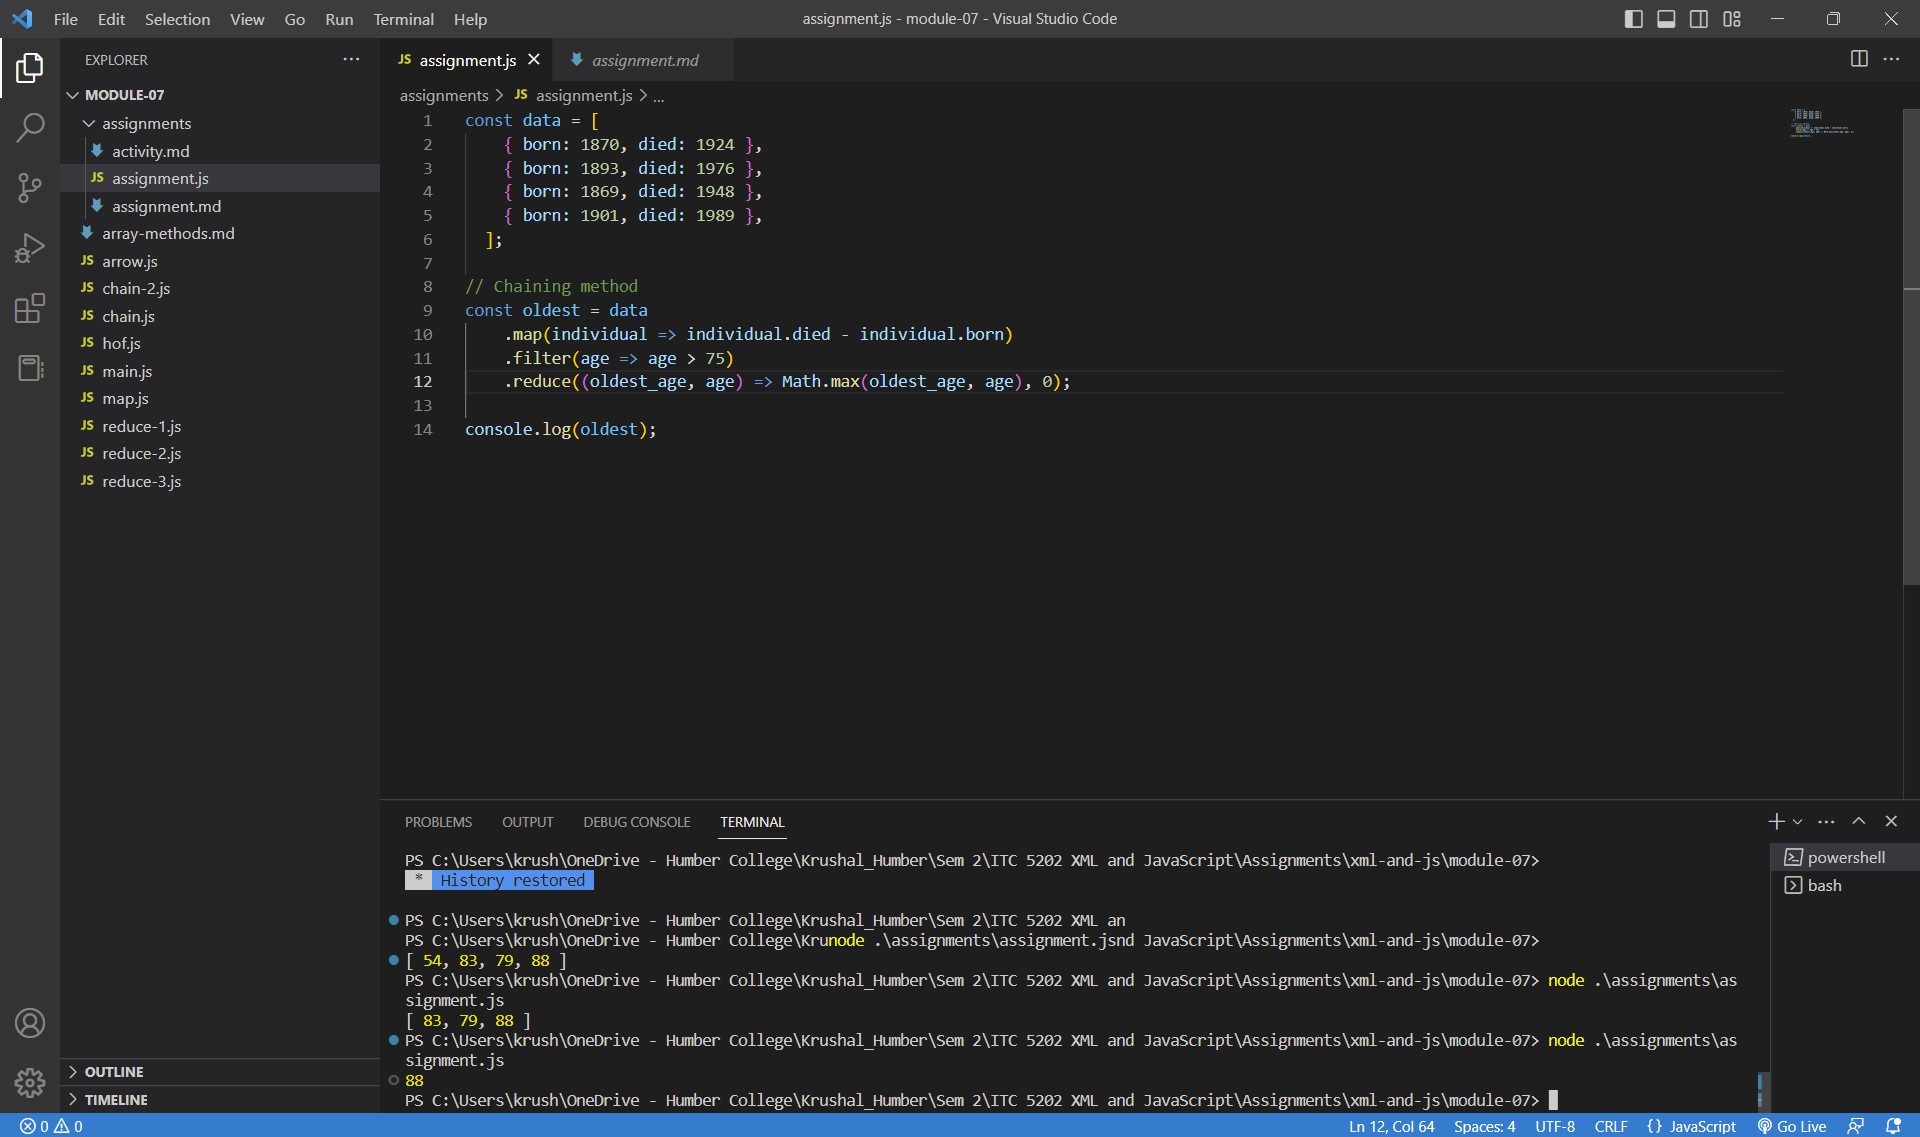 File Edit Selection View Go Run Terminal Help
assignment.js - module-07 - Visual Studio Code
EXPLORER
MODULE-07
assignments
activity.md
JS assignment.js
assignment.md
array-methods.md
JS arrow.js
JS chain-2.js
JS chain.js
JS hof.js
JS main.js
JS map.js
JS reduce-1.js
JS reduce-2.js
JS reduce-3.js
OUTLINE
TIMELINE
JS assignment.js
assignment.md
assignments > JS assignment.js > ...
1 const data = [
2 { born: 1870, died: 1924 },
3 { born: 1893, died: 1976 },
4 { born: 1869, died: 1948 },
5 { born: 1901, died: 1989 },
6 ];
7
8 // Chaining method
9 const oldest = data
10 .map(individual => individual.died - individual.born)
11 .filter(age => age > 75)
12 .reduce((oldest_age, age) => Math.max(oldest_age, age), 0);
13
14 console.log(oldest);
PROBLEMS OUTPUT DEBUG CONSOLE TERMINAL
PS C:\Users\krush\OneDrive - Humber College\Krushal_Humber\Sem 2\ITC 5202 XML and JavaScript\Assignments\xml-and-js\module-07>
* History restored
PS C:\Users\krush\OneDrive - Humber College\Krushal_Humber\Sem 2\ITC 5202 XML an
PS C:\Users\krush\OneDrive - Humber College\Krunode .\assignments\assignment.jsnd JavaScript\Assignments\xml-and-js\module-07>
[ 54, 83, 79, 88 ]
PS C:\Users\krush\OneDrive - Humber College\Krushal_Humber\Sem 2\ITC 5202 XML and JavaScript\Assignments\xml-and-js\module-07> node .\assignments\as
signment.js
[ 83, 79, 88 ]
PS C:\Users\krush\OneDrive - Humber College\Krushal_Humber\Sem 2\ITC 5202 XML and JavaScript\Assignments\xml-and-js\module-07> node .\assignments\as
signment.js
88
PS C:\Users\krush\OneDrive - Humber College\Krushal_Humber\Sem 2\ITC 5202 XML and JavaScript\Assignments\xml-and-js\module-07>
powershell
bash
0 0
Ln 12, Col 64 Spaces: 4 UTF-8 CRLF {} JavaScript Go Live